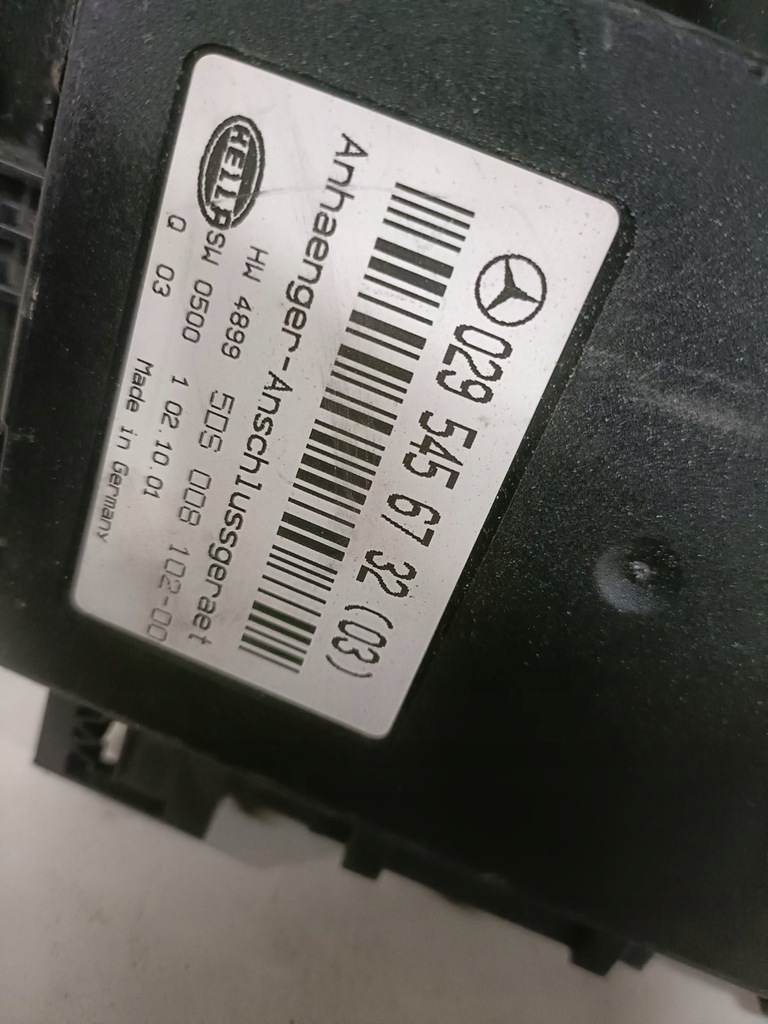 029 545 67 32 (03)
Anhaenger-Anschlussgeraet
HELLA
HW 4899 5DS 008 102-00
SW 0500 1 02.10.01
Q 03 Made in Germany